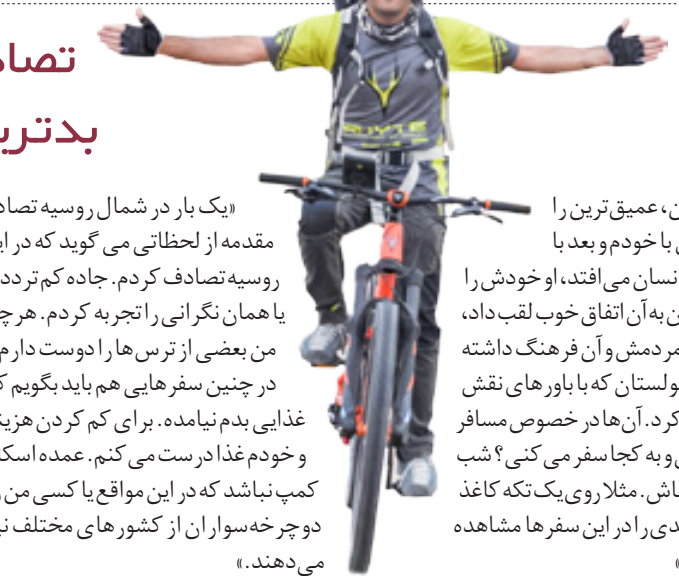 تصاد
بدتری
ن، عمیق‌ترین را
با خودم و بعد با
نسان می‌افتد، او خودش را
ن به آن اتفاق خوب لقب داد،
مردمش و آن فرهنگ داشته
ولستان که با باورهای نقش
کرد. آن‌ها در خصوص مسافر
و به کجا سفر می‌کنی؟ شب
اش. مثلا روی یک تکه کاغذ
دی را در این سفرها مشاهده
«یک بار در شمال روسیه تصاد
مقدمه از لحظاتی می گوید که در ا
روسیه تصادف کردم. جاده کم تردد
یا همان نگرانی را تجربه کردم. هرچ
من بعضی از ترس‌ها را دوست دارم
در چنین سفرهایی هم باید بگویم ک
غذایی بدم نیامده. برای کم کردن هزین
و خودم غذا درست می کنم. عمده اسکا
کمپ نباشد که در این مواقع یا کسی من
دوچرخه‌سواران از کشورهای مختلف نی
می‌دهند.»